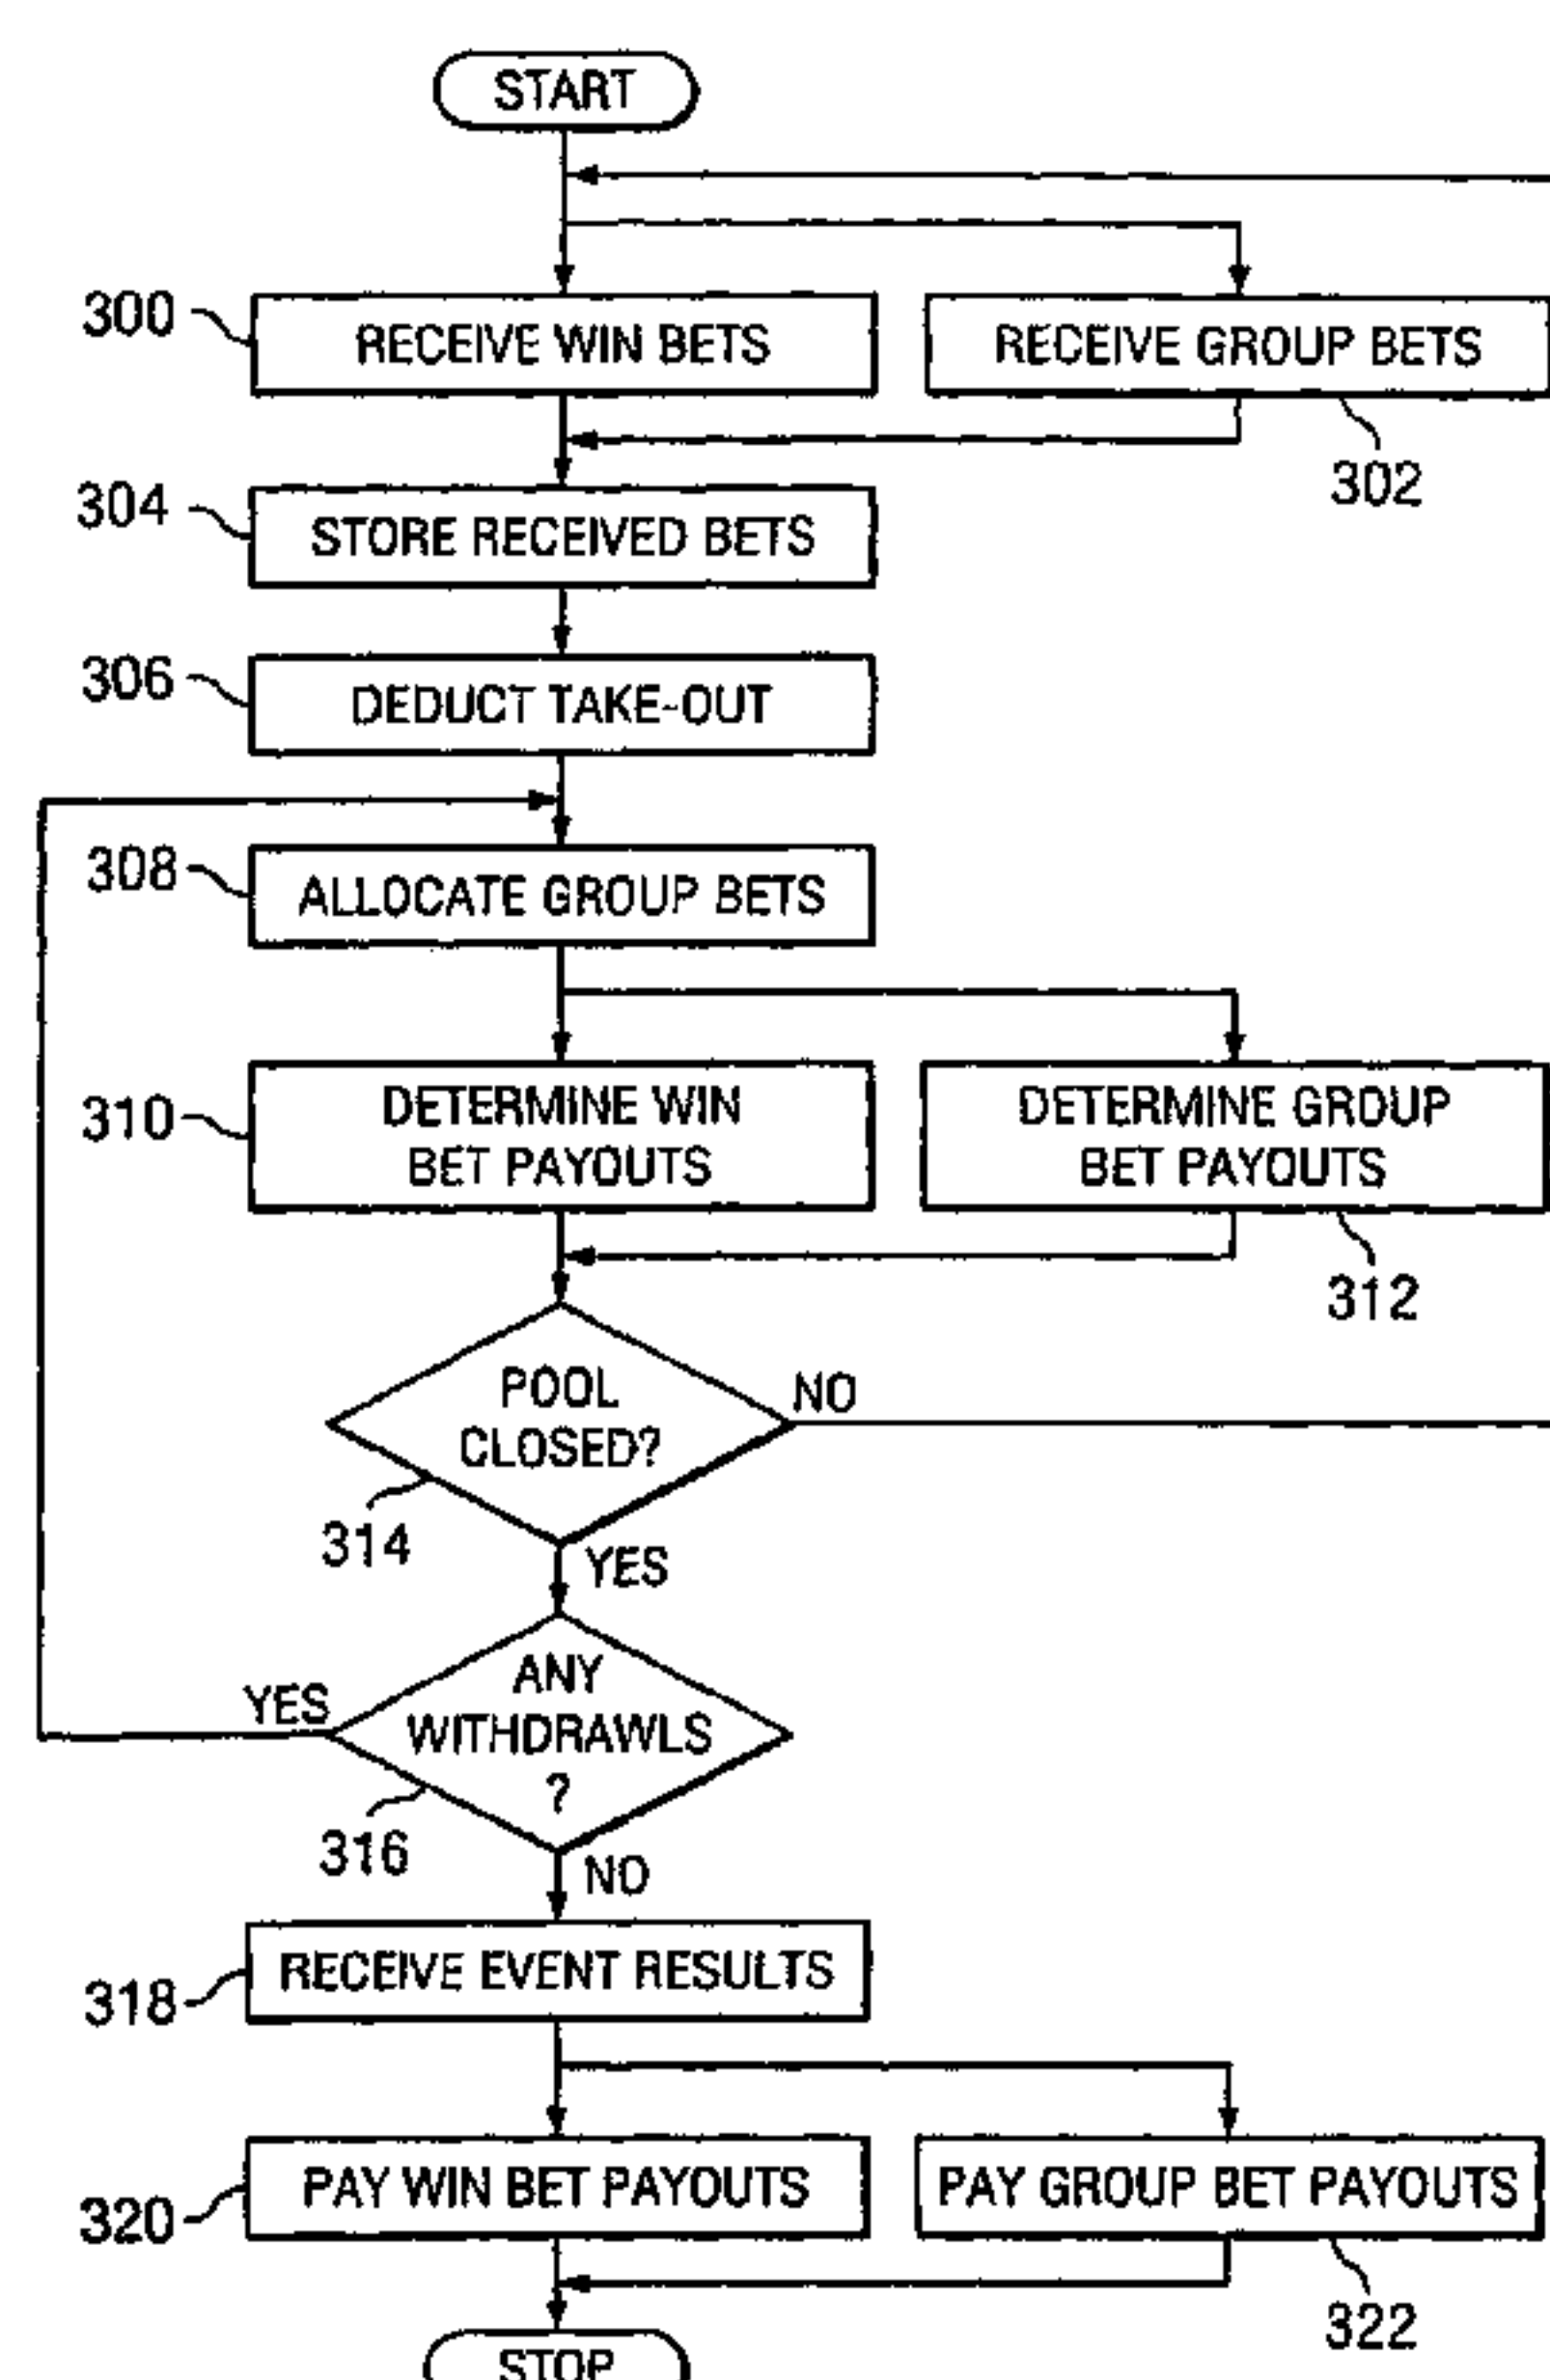 START
300
RECEIVE WIN BETS
RECEIVE GROUP BETS
302
304
STORE RECEIVED BETS
306
DEDUCT TAKE-OUT
308
ALLOCATE GROUP BETS
310
DETERMINE WIN
BET PAYOUTS
DETERMINE GROUP
BET PAYOUTS
312
POOL
CLOSED?
NO
314
YES
ANY
WITHDRAWLS
?
YES
316
NO
318
RECEIVE EVENT RESULTS
320
PAY WIN BET PAYOUTS
PAY GROUP BET PAYOUTS
322
STOP